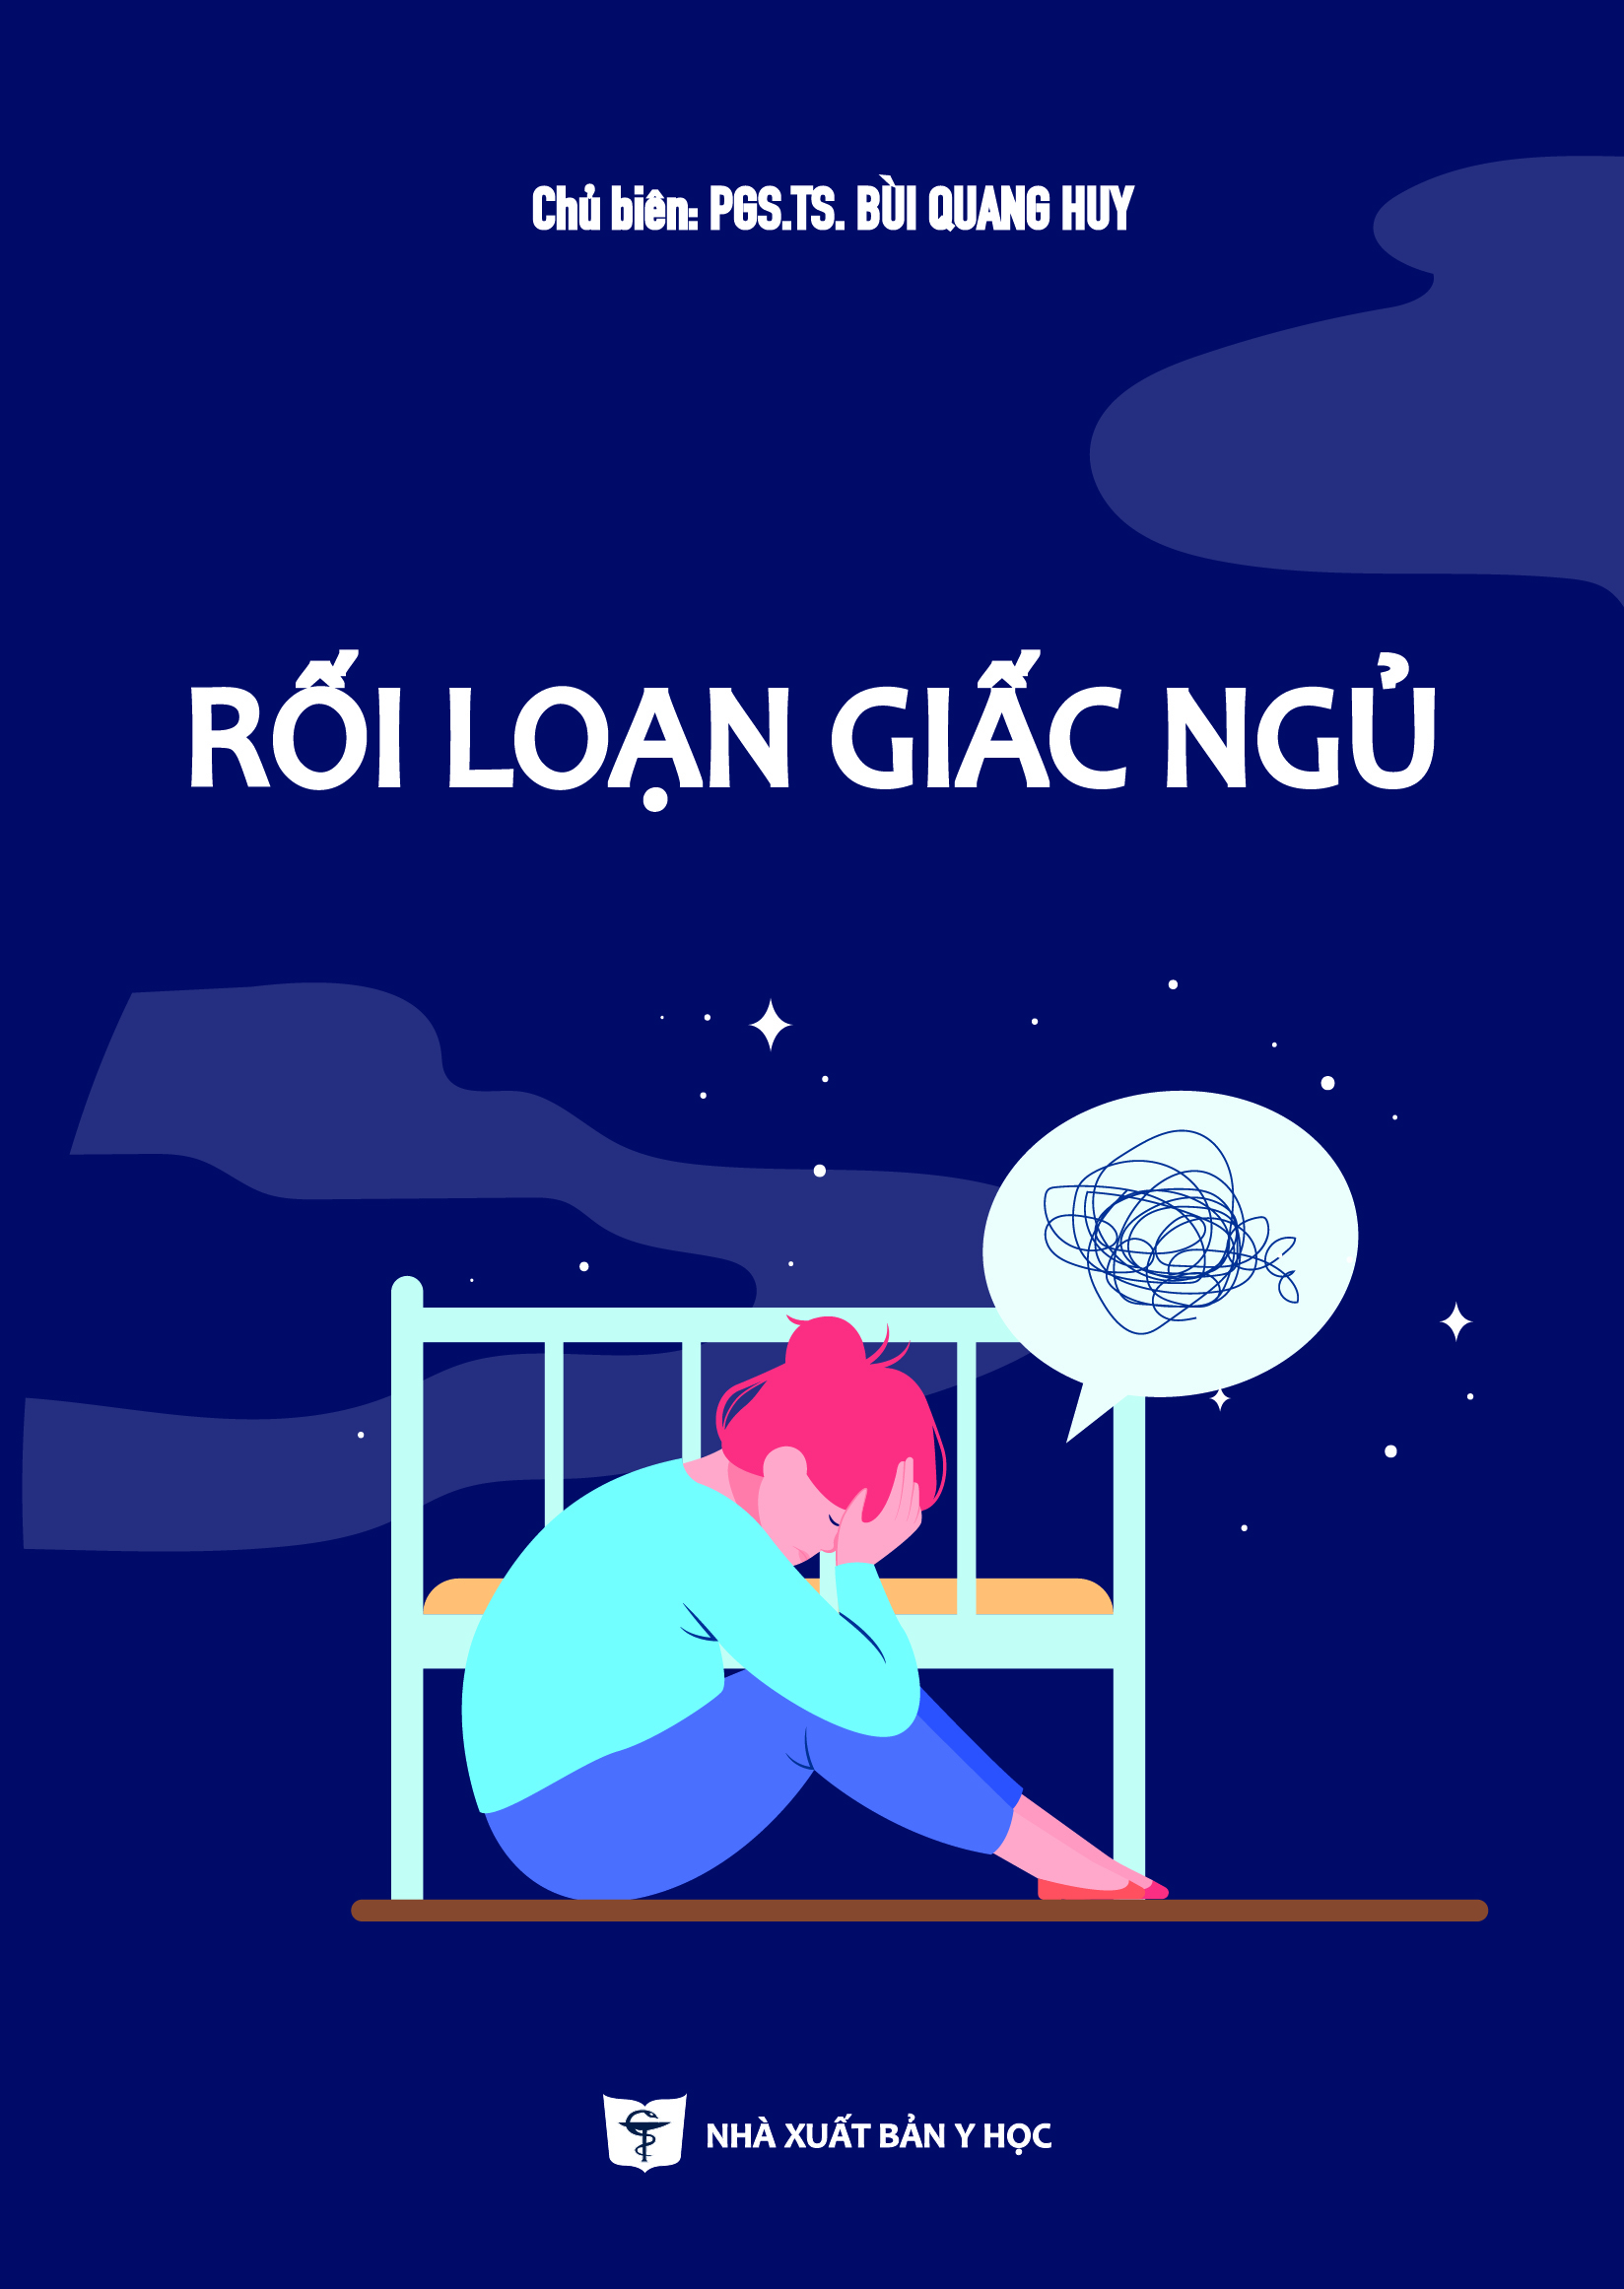 Chủ biên: PGS.TS. BÙI QUANG HUY
RỐI LOẠN GIẤC NGỦ
NHÀ XUẤT BẢN Y HỌC